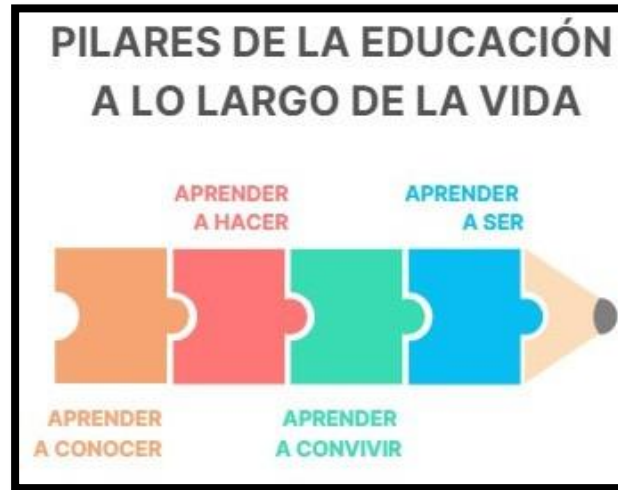 PILARES DE LA EDUCACIÓN
A LO LARGO DE LA VIDA
APRENDER
A HACER
APRENDER
A SER
APRENDER
A CONOCER
APRENDER
A CONVIVIR